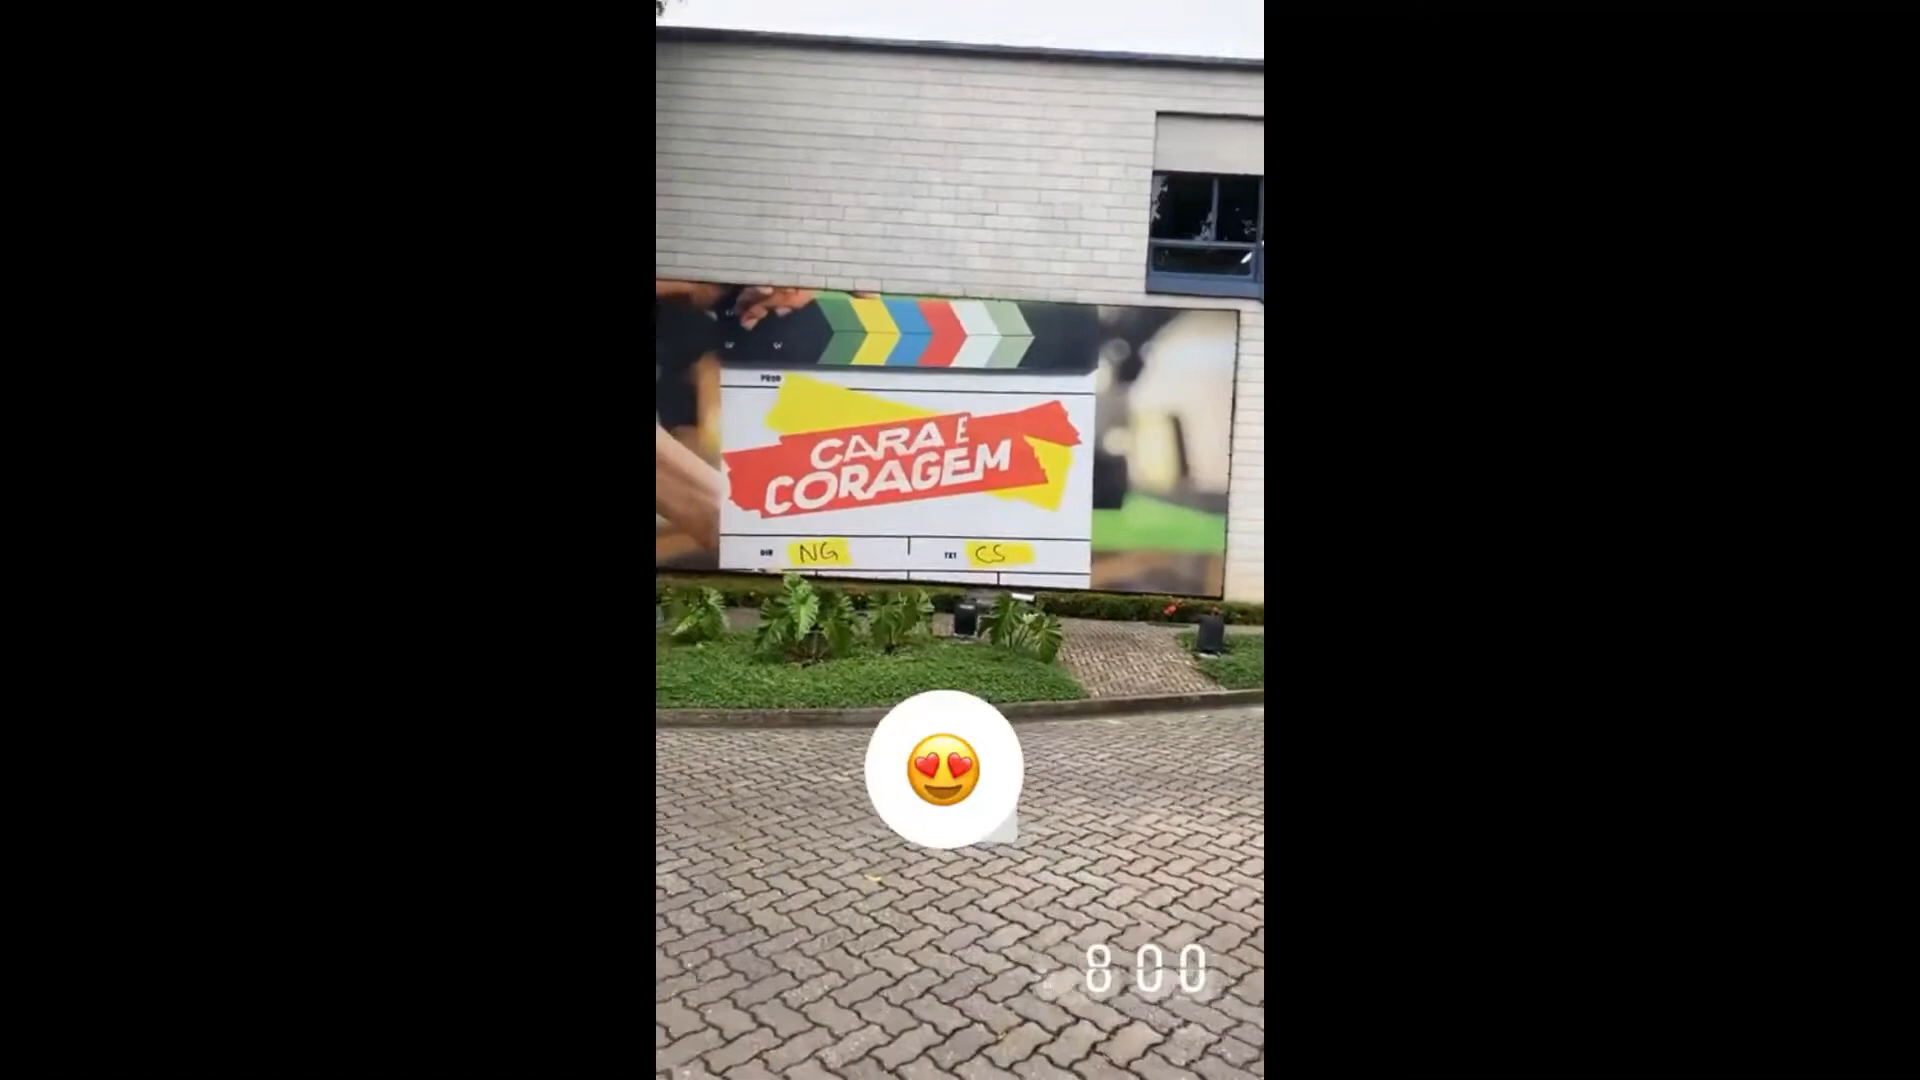 PROD
CARA E
CORAGEM
DIR NG TXT CS
8 00